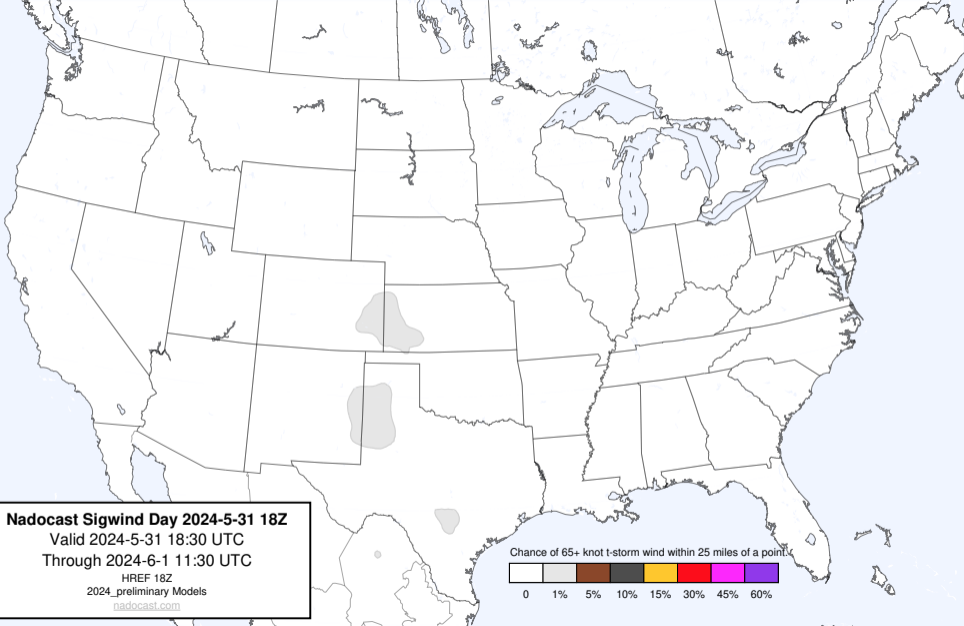 Nadocast Sigwind Day 2024-5-31 18Z
Valid 2024-5-31 18:30 UTC
Through 2024-6-1 11:30 UTC
HREF 18Z
2024_preliminary Models
nadocast.com
Chance of 65+ knot t-storm wind within 25 miles of a point.
0 1% 5% 10% 15% 30% 45% 60%